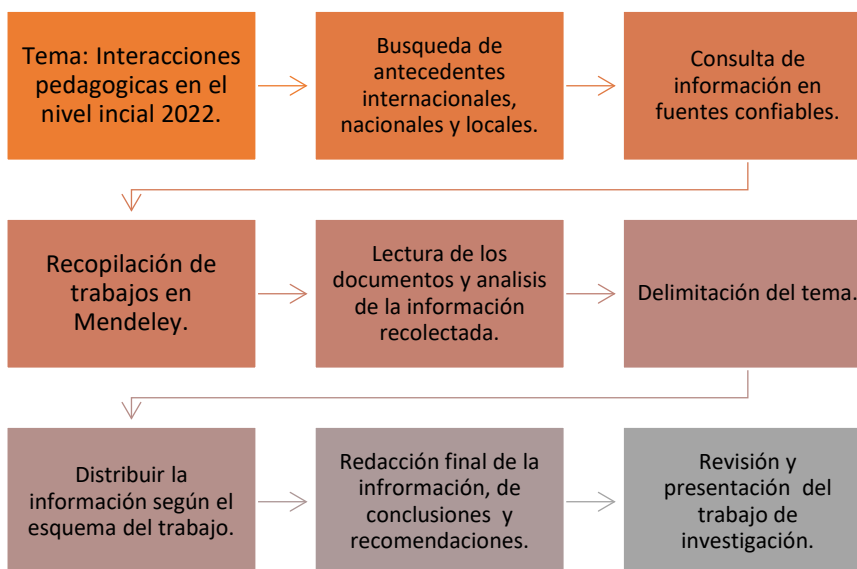 Tema: Interacciones
pedagogicas en el
nivel incial 2022.
Busqueda de
antecedentes
internacionales,
nacionales y locales.
Consulta de
información en
fuentes confiables.
Recopilación de
trabajos en
Mendeley.
Lectura de los
documentos y analisis
de la información
recolectada.
Delimitación del tema.
Distribuir la
información según el
esquema del trabajo.
Redacción final de la
infrormación, de
conclusiones y
recomendaciones.
Revisión y
presentación del
trabajo de
investigación.